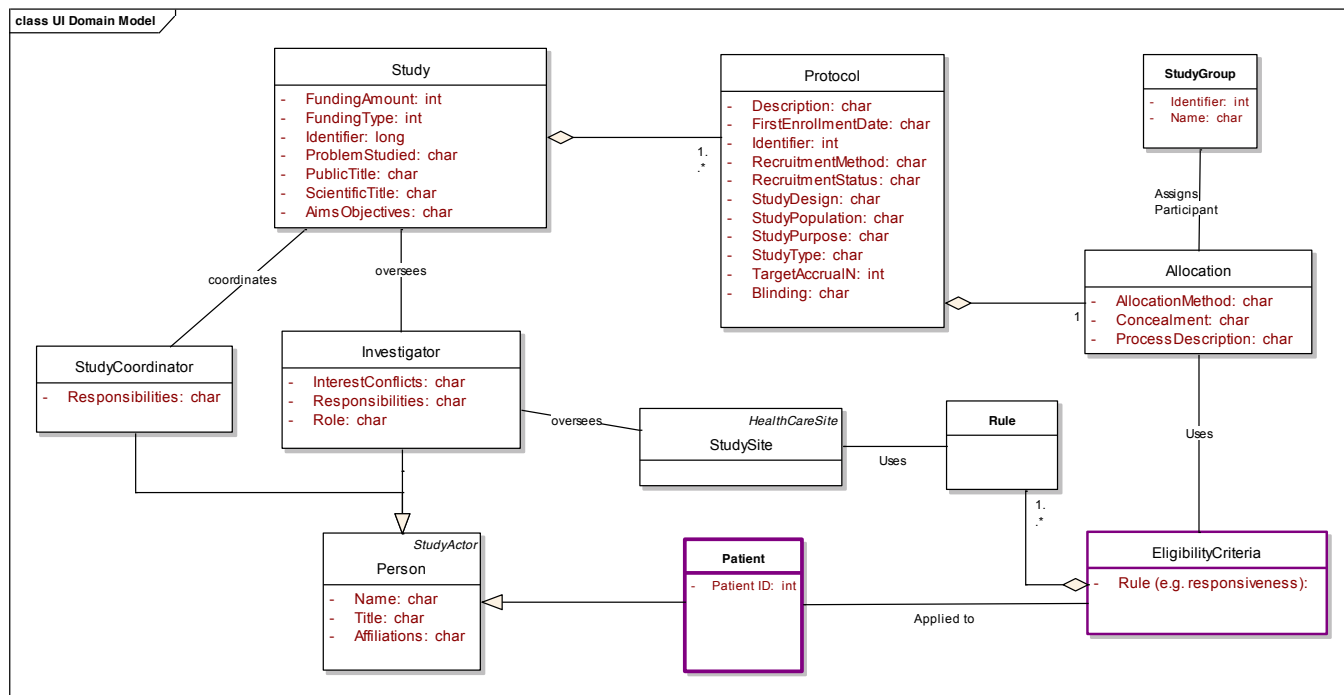 class UI Domain Model
Study
- FundingAmount: int
- FundingType: int
- Identifier: long
- ProblemStudied: char
- PublicTitle: char
- ScientificTitle: char
- AimsObjectives: char
Protocol
- Description: char
- FirstEnrollmentDate: char
- Identifier: int
- RecruitmentMethod: char
- RecruitmentStatus: char
- StudyDesign: char
- StudyPopulation: char
- StudyPurpose: char
- StudyType: char
- TargetAccrualN: int
- Blinding: char
StudyGroup
- Identifier: int
- Name: char
1.
.*
Assigns
Participant
coordinates
oversees
Allocation
- AllocationMethod: char
- Concealment: char
- ProcessDescription: char
1
StudyCoordinator
- Responsibilities: char
Investigator
- InterestConflicts: char
- Responsibilities: char
- Role: char
oversees
HealthCareSite
StudySite
Uses
Rule
Uses
1.
.*
StudyActor
Person
- Name: char
- Title: char
- Affiliations: char
Patient
- Patient ID: int
Applied to
EligibilityCriteria
- Rule (e.g. responsiveness):